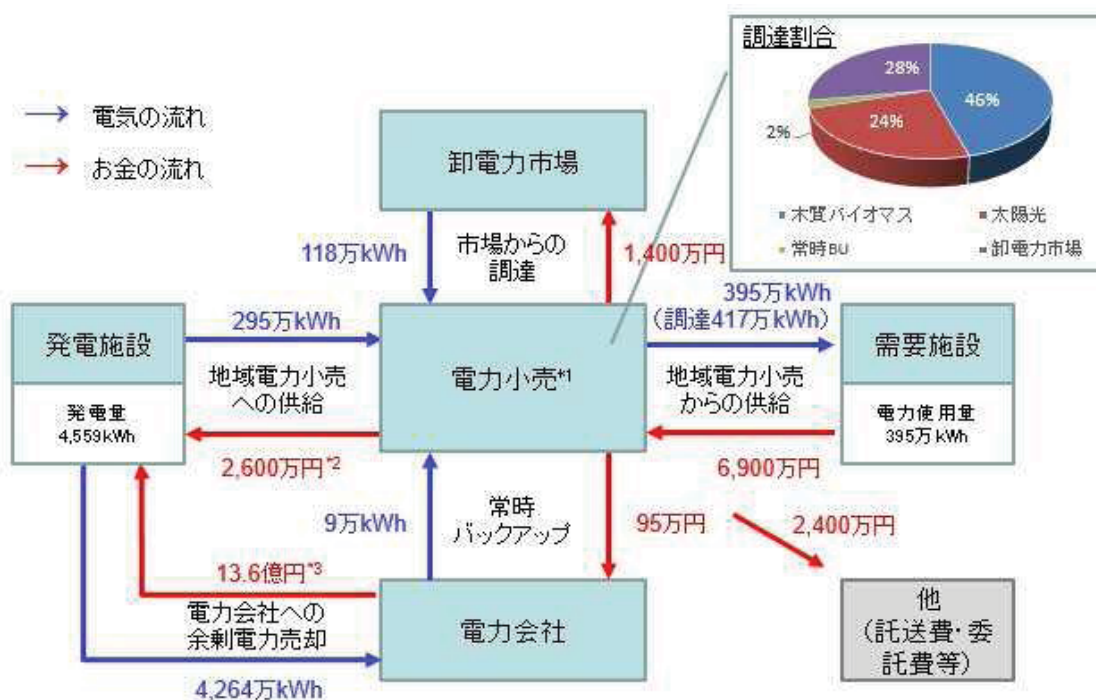 調達割合
28%
46%
2%
24%
木質バイオマス
太陽光
常時BU
卸電力市場
電気の流れ
お金の流れ
卸電力市場
118万kWh
市場からの
調達
1,400万円
395万kWh
(調達417万kWh)
295万kWh
発電施設
発電量
4,559kWh
地域電力小売
への供給
電力小売*1
地域電力小売
からの供給
需要施設
電力使用量
395万kWh
2,600万円*2
6,900万円
9万kWh
常時
バックアップ
95万円
2,400万円
13.6億円*3
電力会社への
余剰電力売却
電力会社
他
(託送費・委
託費等)
4,264万kWh